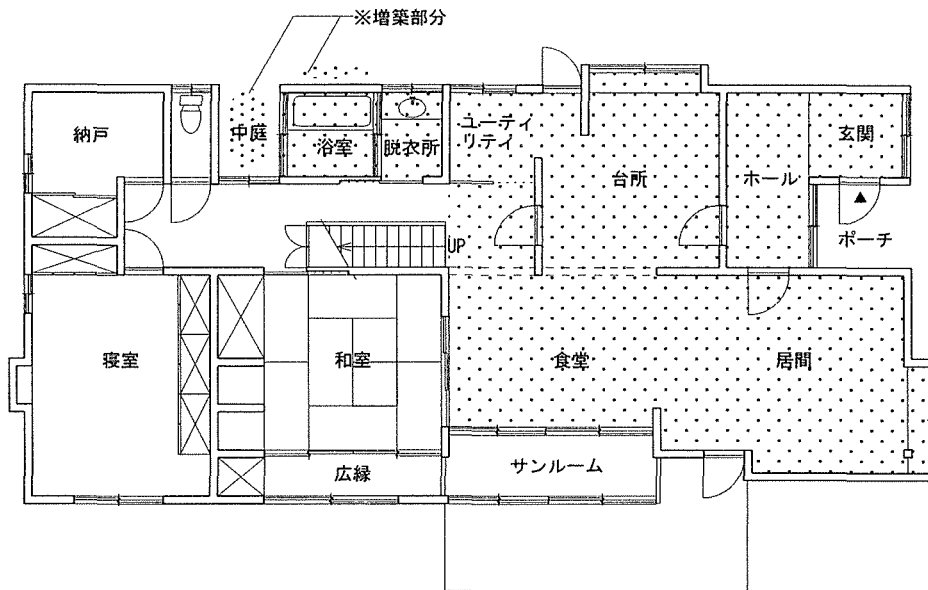 ※増築部分
納戸
中庭
浴室
脱衣所
ユーティ
リティ
台所
ホール
玄関
ポーチ
UP
寝室
和室
食堂
居間
広縁
サンルーム